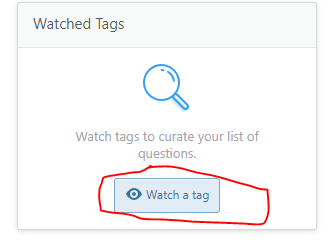 Watched Tags
Watch tags to curate your list of
questions.
Watch a tag